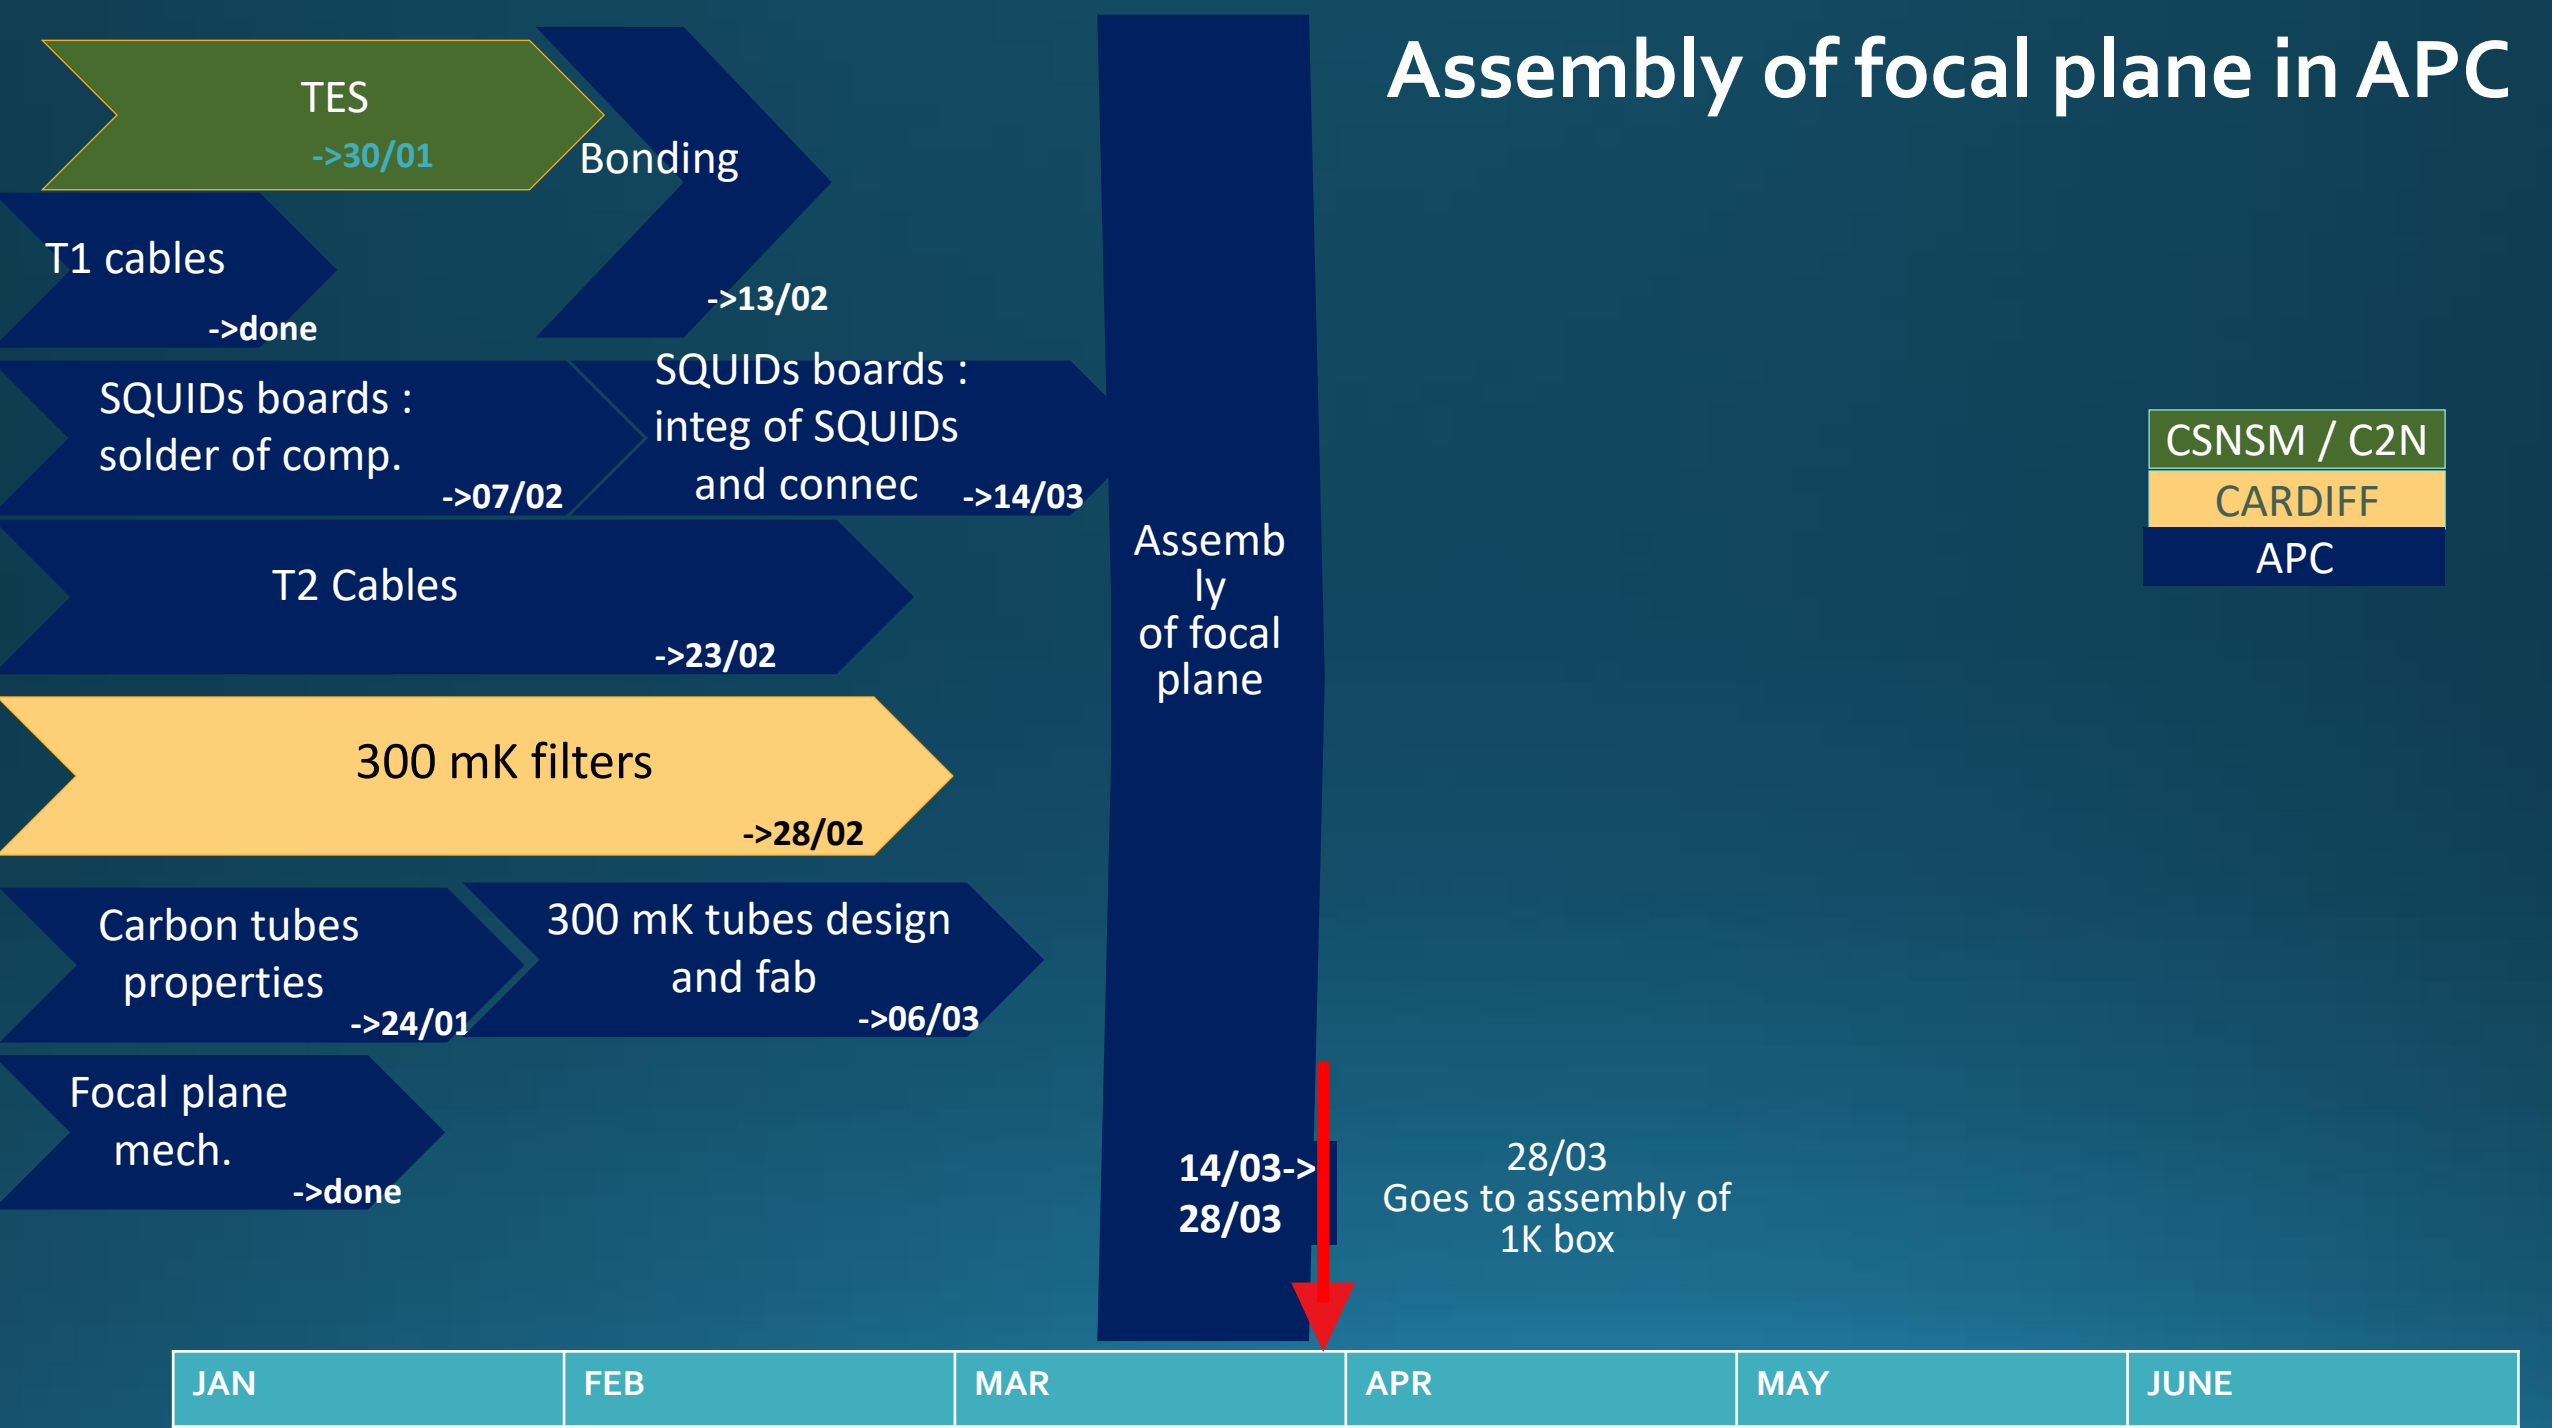 Assembly of focal plane in APC
TES
->30/01
Bonding
->13/02
T1 cables
->done
SQUIDs boards :
solder of comp.
->07/02
SQUIDs boards :
integ of SQUIDs
and connec
->14/03
T2 Cables
->23/02
300 mK filters
->28/02
Carbon tubes
properties
->24/01
300 mK tubes design
and fab
->06/03
Focal plane
mech.
->done
Assemb
ly
of focal
plane
14/03->
28/03
28/03
Goes to assembly of
1K box
CSNSM / C2N
CARDIFF
APC
JAN
FEB
MAR
APR
MAY
JUNE